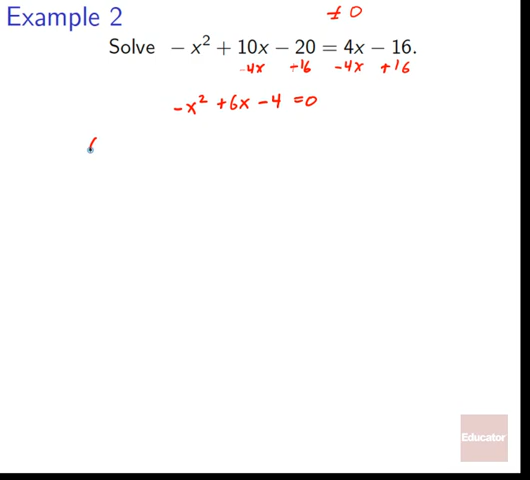 Example 2
≠ 0
Solve − x² + 10x − 20 = 4x − 16.
-4x +16 -4x +16
-x² +6x -4 =0
(
Educator